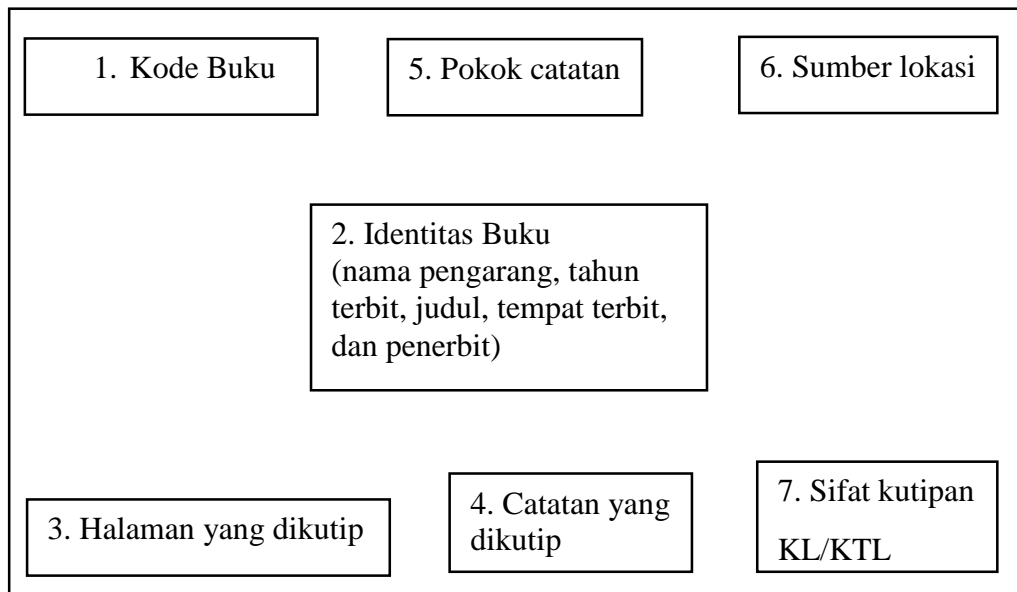 1. Kode Buku
5. Pokok catatan
6. Sumber lokasi
2. Identitas Buku
(nama pengarang, tahun
terbit, judul, tempat terbit,
dan penerbit)
3. Halaman yang dikutip
4. Catatan yang
dikutip
7. Sifat kutipan
KL/KTL